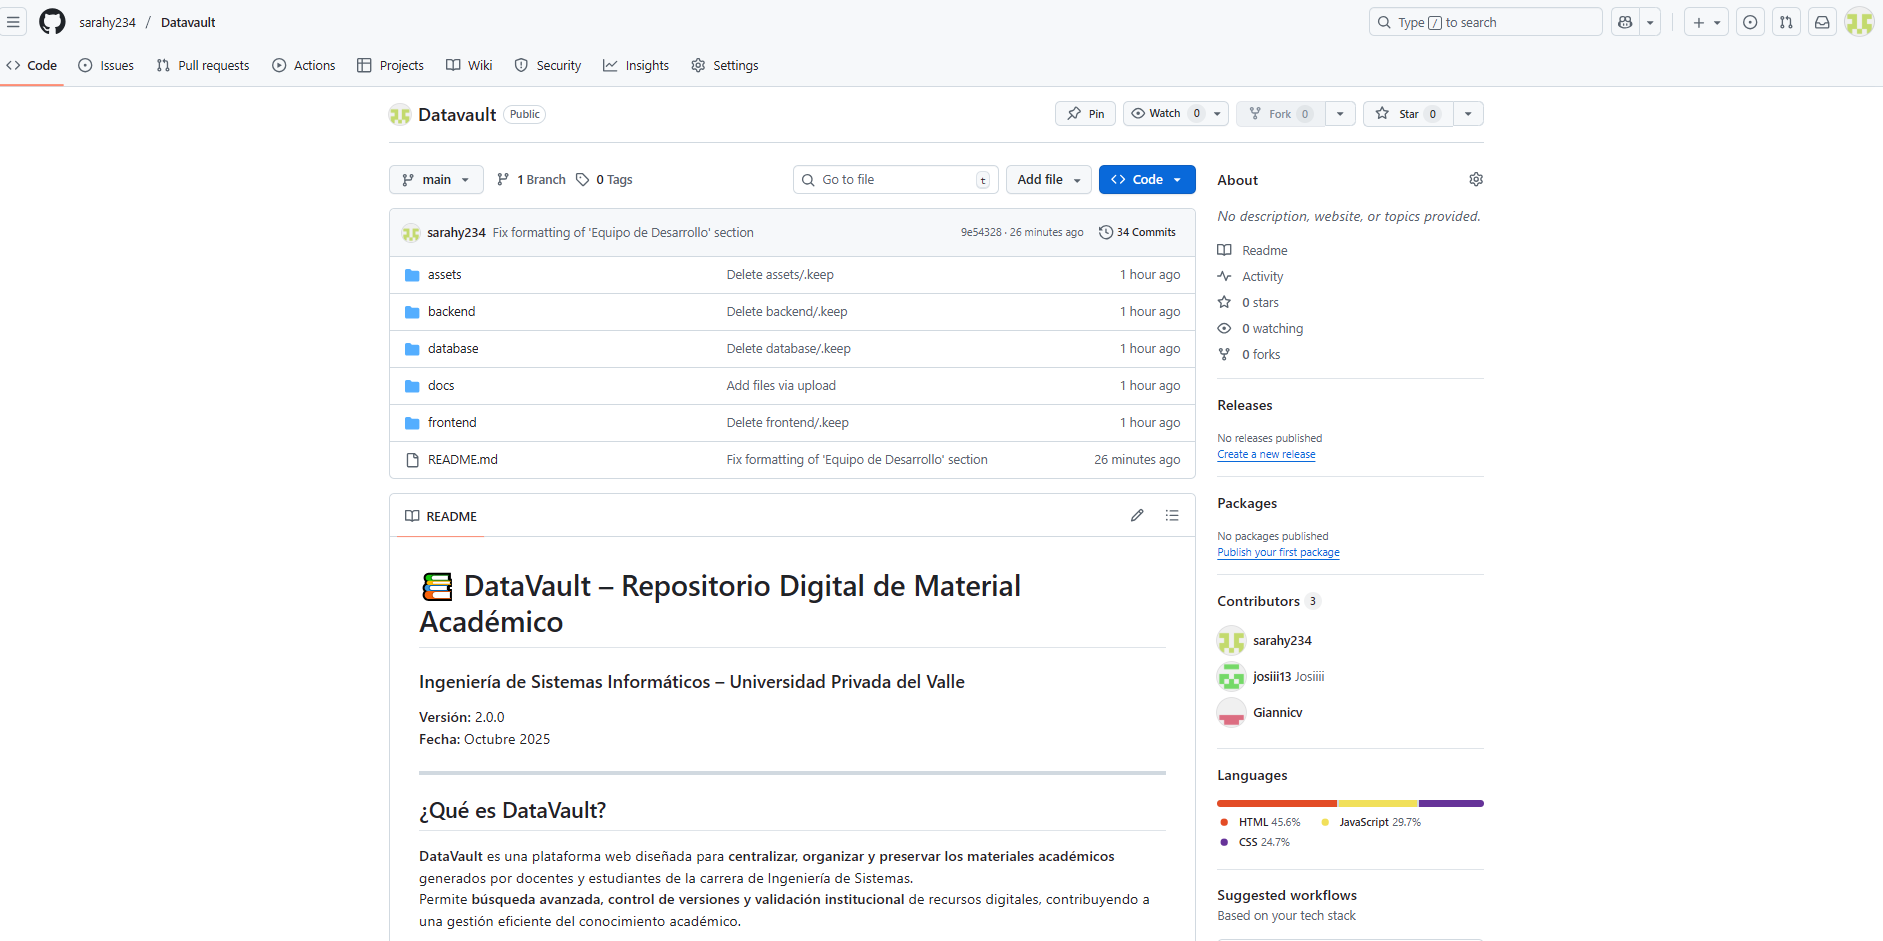 sarahy234 / Datavault
Type / to search
Code
Issues
Pull requests
Actions
Projects
Wiki
Security
Insights
Settings
Datavault Public
Pin
Watch 0
Fork 0
Star 0
main
1 Branch
0 Tags
Go to file t
Add file
Code
sarahy234 Fix formatting of 'Equipo de Desarrollo' section 9e54328 · 26 minutes ago 34 Commits
assets Delete assets/.keep 1 hour ago
backend Delete backend/.keep 1 hour ago
database Delete database/.keep 1 hour ago
docs Add files via upload 1 hour ago
frontend Delete frontend/.keep 1 hour ago
README.md Fix formatting of 'Equipo de Desarrollo' section 26 minutes ago
README
DataVault – Repositorio Digital de Material
Académico
Ingeniería de Sistemas Informáticos – Universidad Privada del Valle
Versión: 2.0.0
Fecha: Octubre 2025
¿Qué es DataVault?
DataVault es una plataforma web diseñada para centralizar, organizar y preservar los materiales académicos
generados por docentes y estudiantes de la carrera de Ingeniería de Sistemas.
Permite búsqueda avanzada, control de versiones y validación institucional de recursos digitales, contribuyendo a
una gestión eficiente del conocimiento académico.
About
No description, website, or topics provided.
Readme
Activity
0 stars
0 watching
0 forks
Releases
No releases published
Create a new release
Packages
No packages published
Publish your first package
Contributors 3
sarahy234
josiii13 Josiiii
Giannicv
Languages
HTML 45.6% JavaScript 29.7%
CSS 24.7%
Suggested workflows
Based on your tech stack